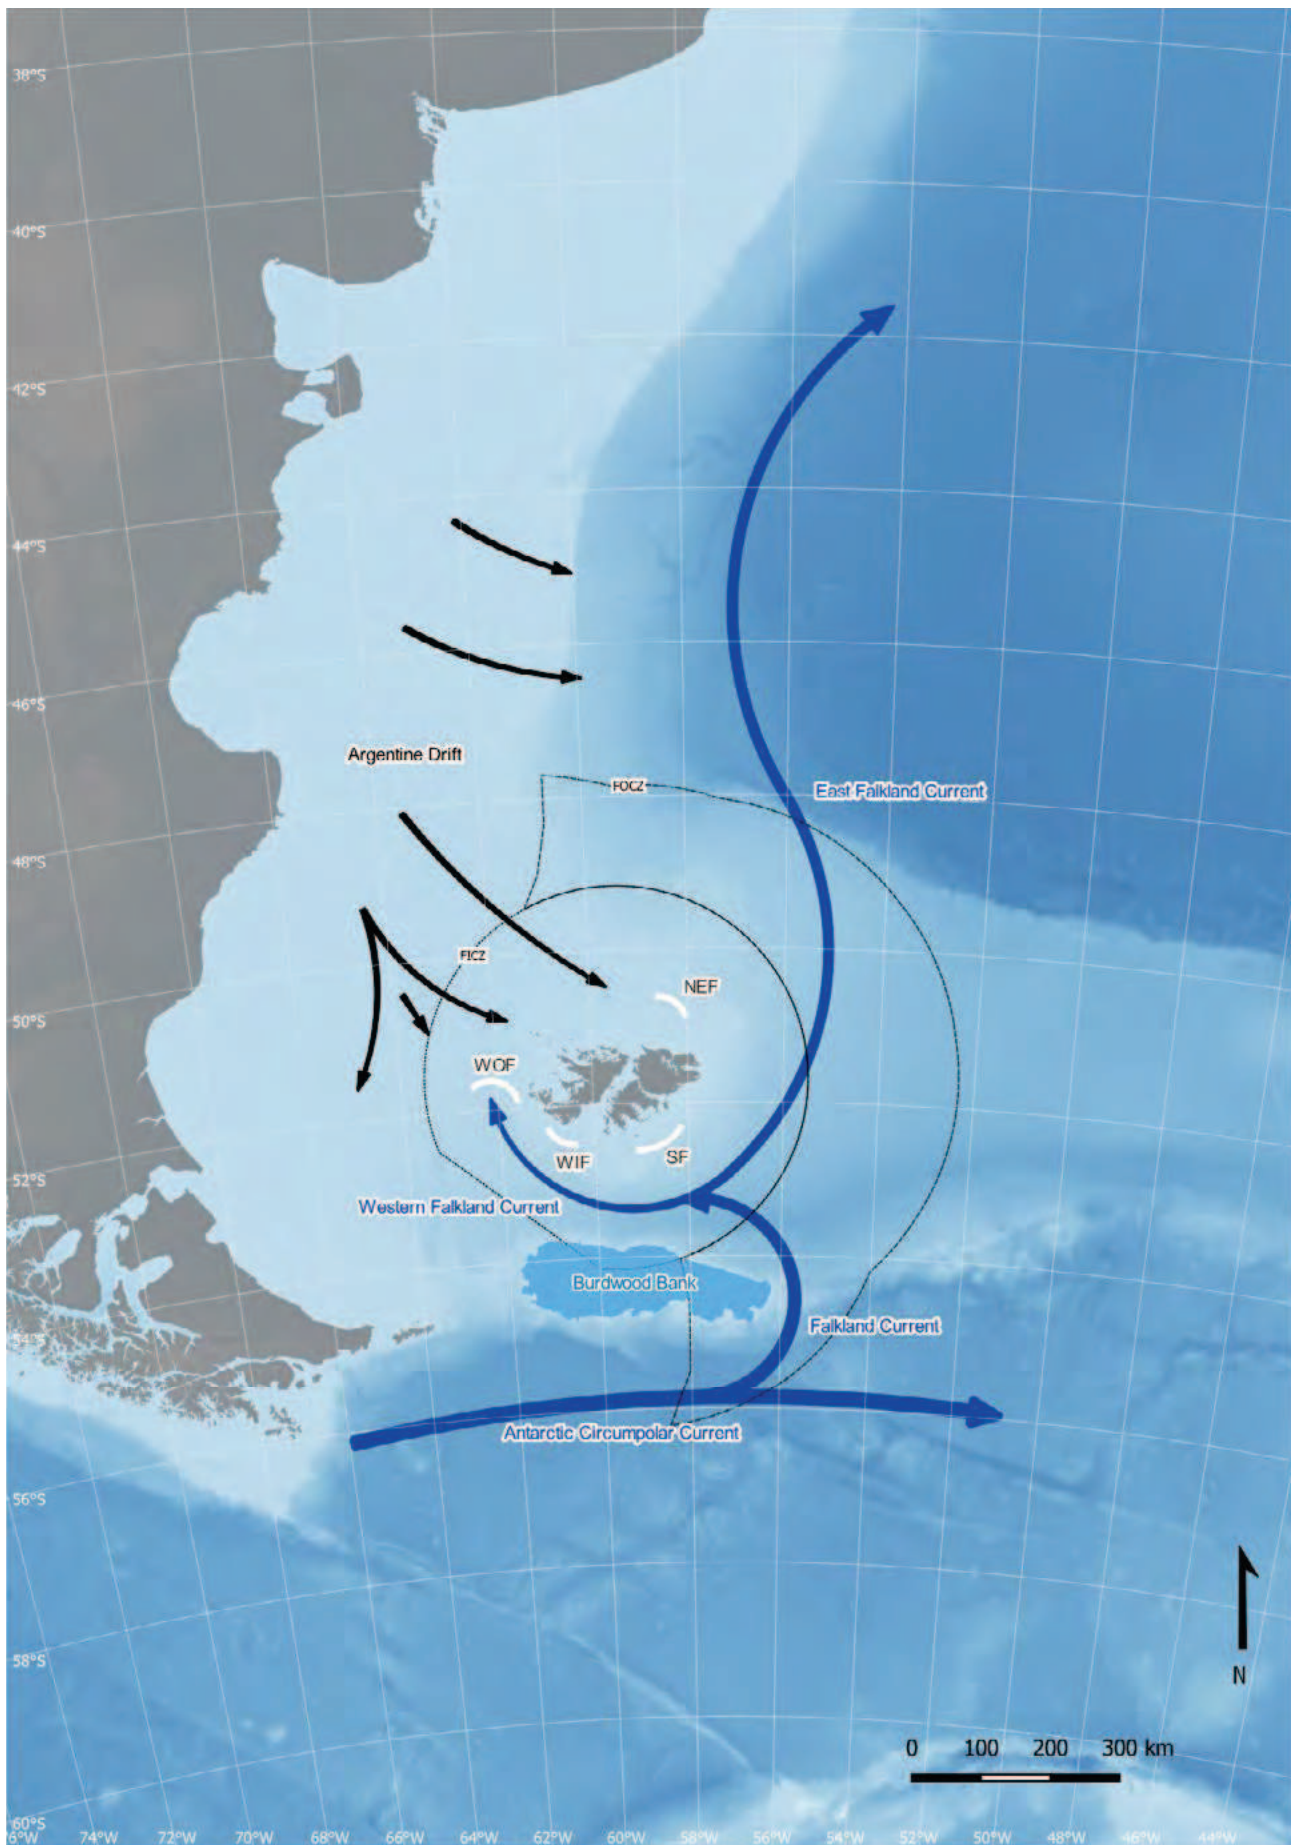 38°S
40°S
42°S
44°S
46°S
Argentine Drift
FOCZ
East Falkland Current
48°S
FICZ
NEF
50°S
WOF
WIF
SF
52°S
Western Falkland Current
Burdwood Bank
54°S
Falkland Current
Antarctic Circumpolar Current
56°S
N
58°S
0 100 200 300 km
60°S
6°W 74°W 72°W 70°W 68°W 66°W 64°W 62°W 60°W 58°W 56°W 54°W 52°W 50°W 48°W 46°W 44°W